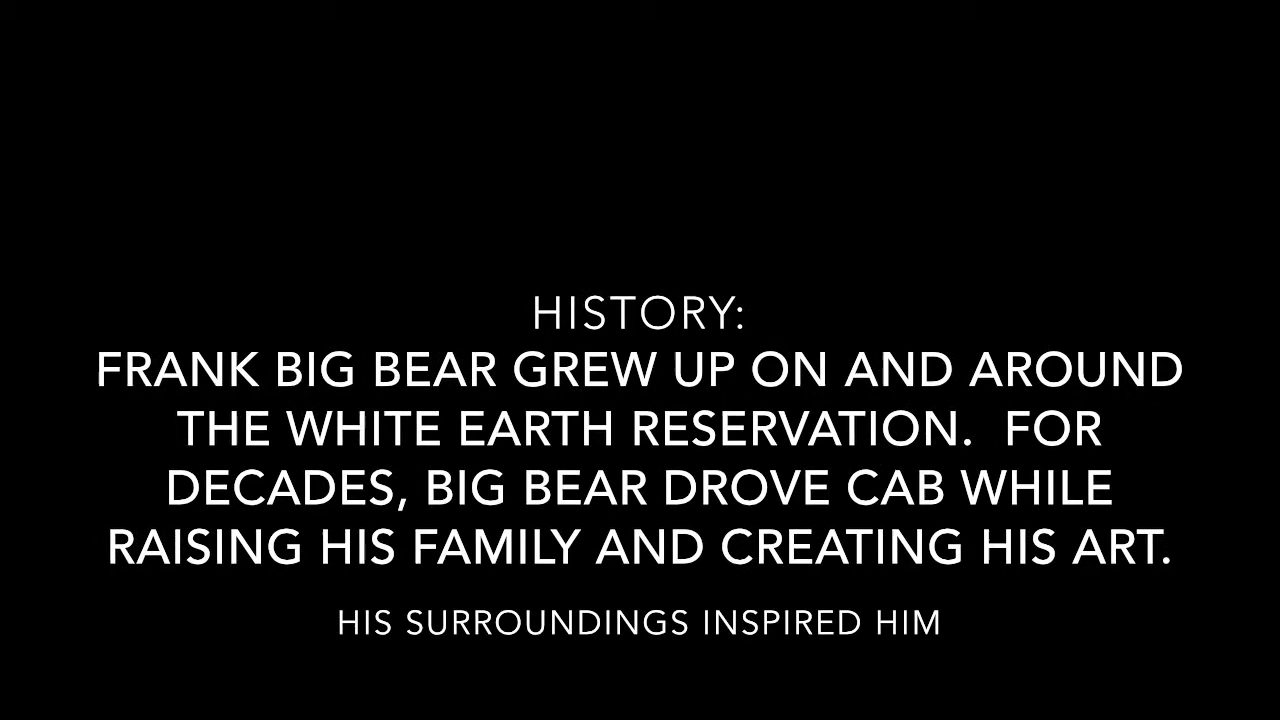 HISTORY:
FRANK BIG BEAR GREW UP ON AND AROUND
THE WHITE EARTH RESERVATION.  FOR
DECADES, BIG BEAR DROVE CAB WHILE
RAISING HIS FAMILY AND CREATING HIS ART.
HIS SURROUNDINGS INSPIRED HIM